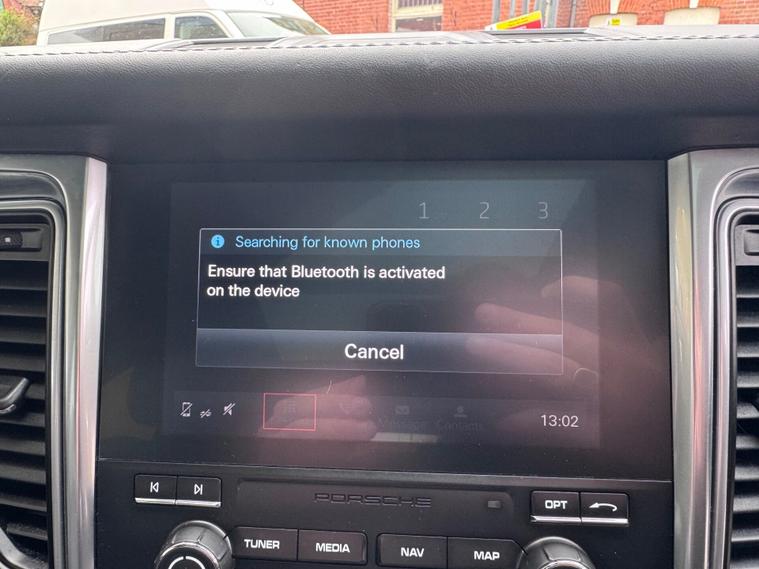 1 2 3
Searching for known phones
Ensure that Bluetooth is activated
on the device
Cancel
Message Contacts
13:02
PORSCHE
OPT
TUNER MEDIA NAV MAP